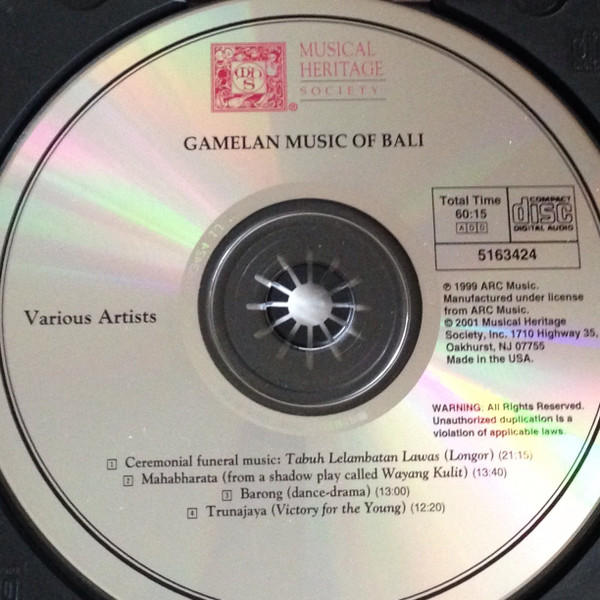 MUSICAL
HERITAGE
SOCIETY
GAMELAN MUSIC OF BALI
Total Time
60:15
ADD
COMPACT
disc
DIGITAL AUDIO
5163424
℗ 1999 ARC Music.
Manufactured under license
from ARC Music.
© 2001 Musical Heritage
Society, Inc. 1710 Highway 35,
Oakhurst, NJ 07755
Made in the USA.
Various Artists
WARNING: All Rights Reserved.
Unauthorized duplication is a
violation of applicable laws.
1 Ceremonial funeral music: Tabuh Lelambatan Lawas (Longor) (21:15)
2 Mahabharata (from a shadow play called Wayang Kulit) (13:40)
3 Barong (dance-drama) (13:00)
4 Trunajaya (Victory for the Young) (12:20)